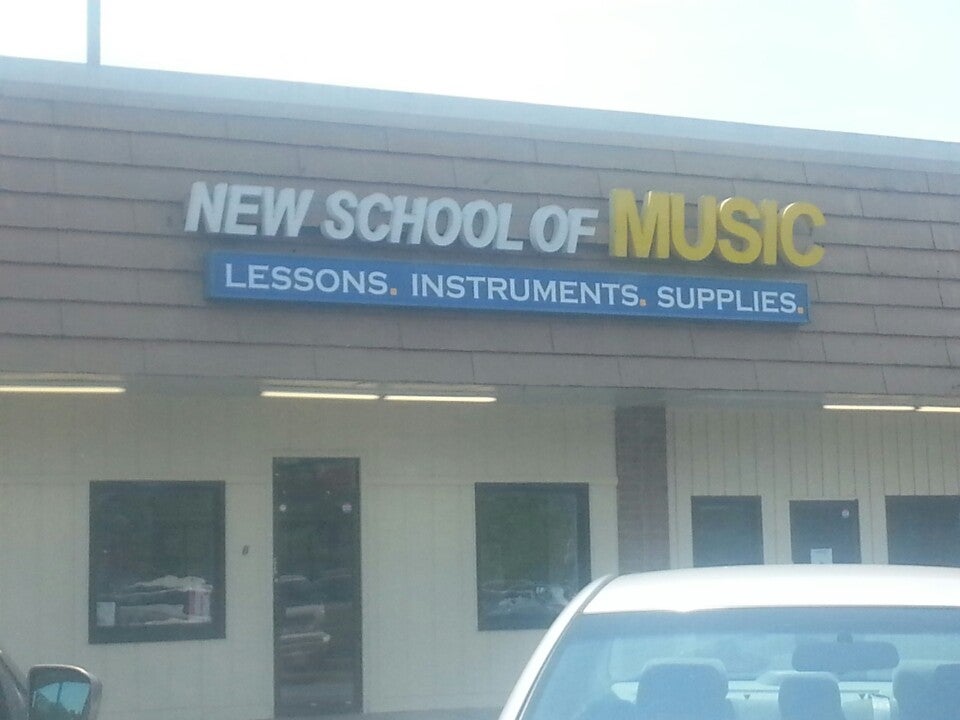 NEW SCHOOL OF MUSIC
LESSONS. INSTRUMENTS. SUPPLIES.